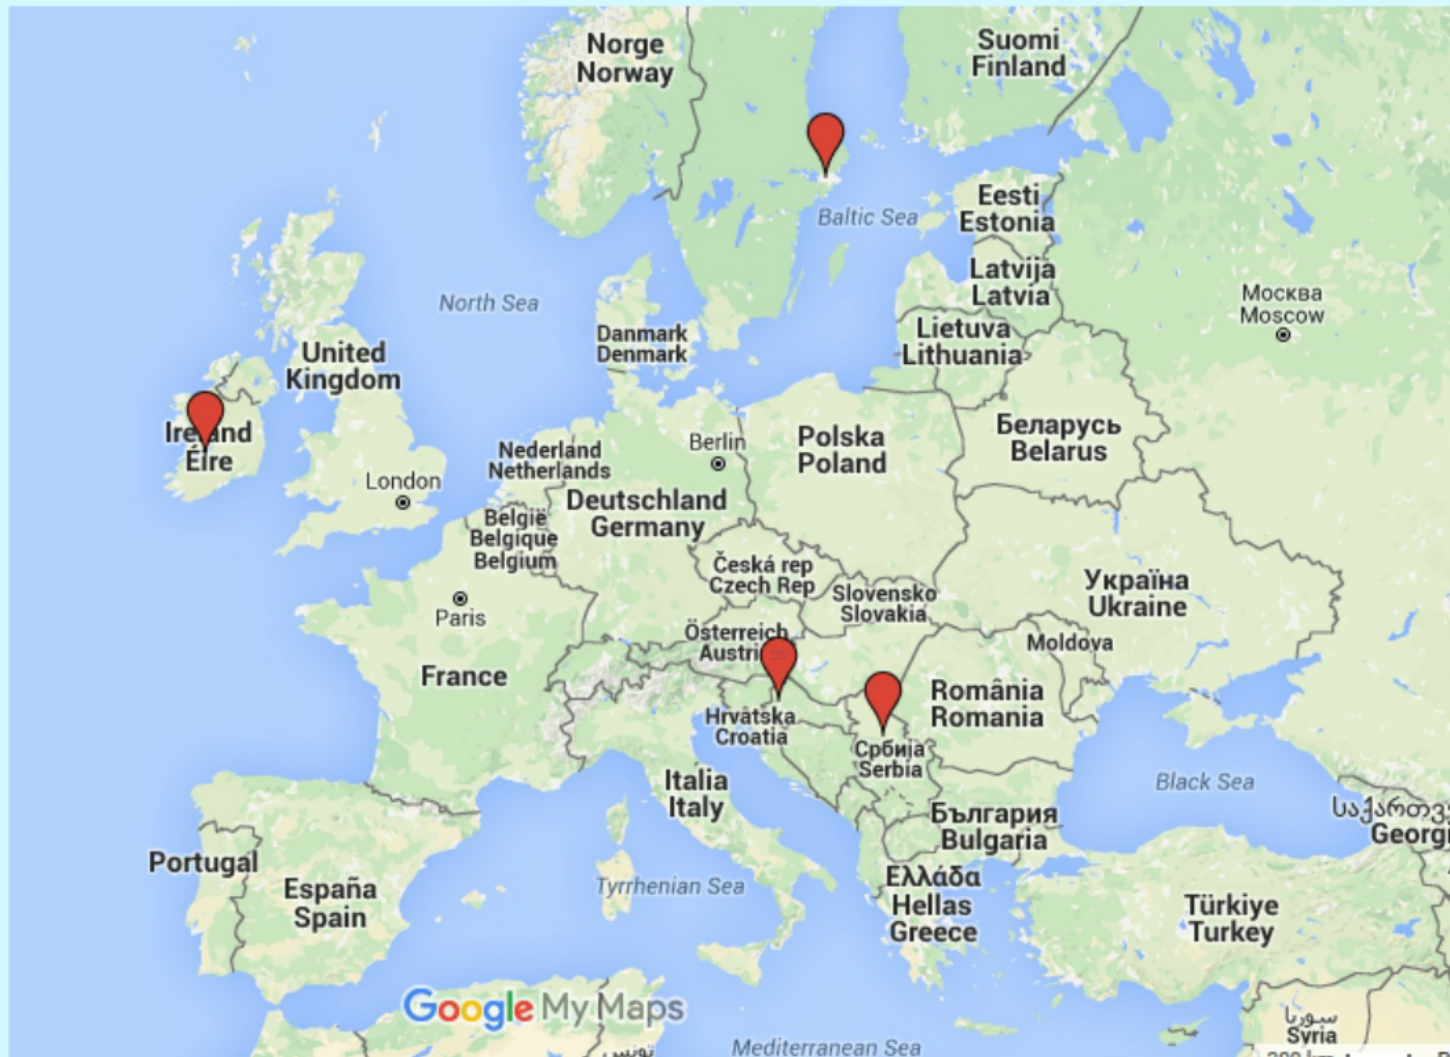 Norge
Norway
Suomi
Finland
Eesti
Estonia
Baltic Sea
Latvija
Latvia
North Sea
Москва
Moscow
Danmark
Denmark
Lietuva
Lithuania
United
Kingdom
Ireland
Éire
Беларусь
Belarus
Polska
Poland
Berlin
Nederland
Netherlands
London
Deutschland
Germany
België
Belgique
Belgium
Česká rep
Czech Rep
Slovensko
Slovakia
Україна
Ukraine
Paris
Österreich
Austria
Moldova
France
România
Romania
Hrvatska
Croatia
Србија
Serbia
Italia
Italy
Black Sea
България
Bulgaria
საქართვ
Georgi
Portugal
España
Spain
Tyrrhenian Sea
Ελλάδα
Hellas
Greece
Türkiye
Turkey
Google My Maps
سوريا
Syria
تونس
Mediterranean Sea